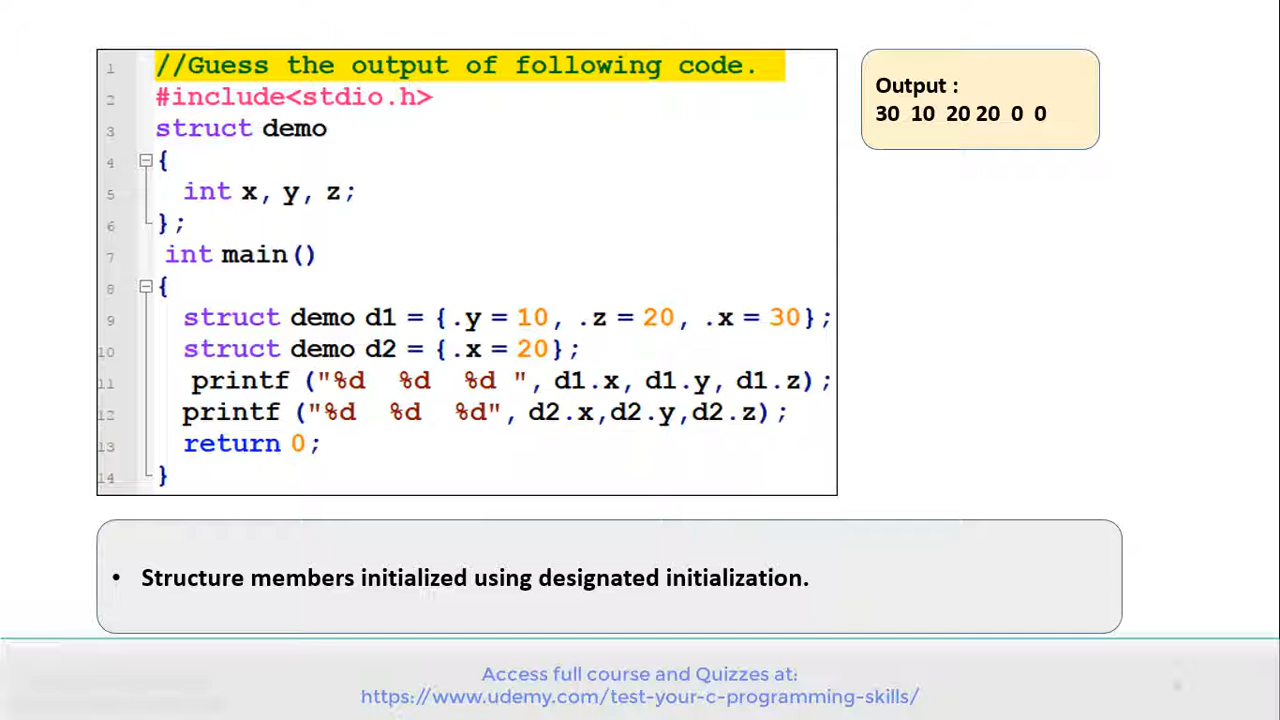 1 //Guess the output of following code.
2 #include<stdio.h>
3 struct demo
4 {
5 int x, y, z;
6 };
7 int main()
8 {
9 struct demo d1 = {.y = 10, .z = 20, .x = 30};
10 struct demo d2 = {.x = 20};
11 printf ("%d  %d  %d ", d1.x, d1.y, d1.z);
12 printf ("%d  %d  %d", d2.x,d2.y,d2.z);
13 return 0;
14 }
Output :
30 10 20 20 0 0
• Structure members initialized using designated initialization.
Access full course and Quizzes at:
https://www.udemy.com/test-your-c-programming-skills/